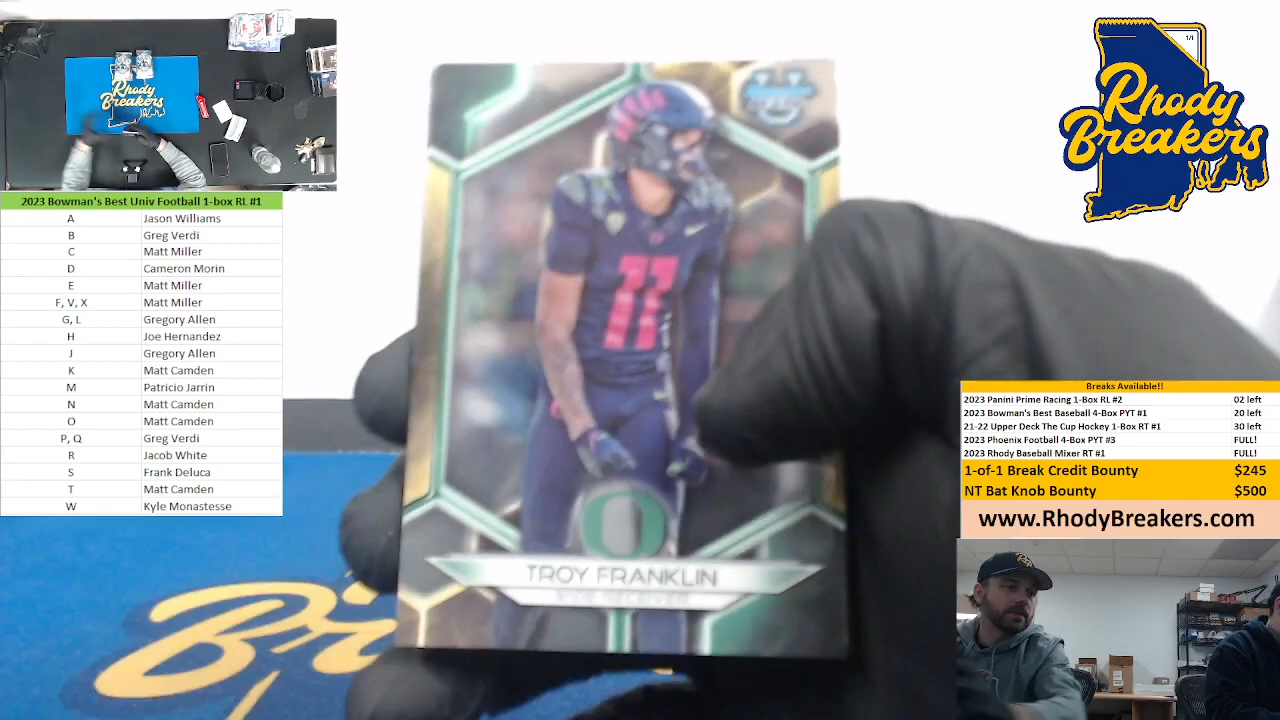 Rhody
Breakers
2023 Bowman's Best Univ Football 1-box RL #1
A Jason Williams
B Greg Verdi
C Matt Miller
D Cameron Morin
E Matt Miller
F, V, X Matt Miller
G, L Gregory Allen
H Joe Hernandez
J Gregory Allen
K Matt Camden
M Patricio Jarrin
N Matt Camden
O Matt Camden
P, Q Greg Verdi
R Jacob White
S Frank Deluca
T Matt Camden
W Kyle Monastesse
11
O
TROY FRANKLIN
WIDE RECEIVER
Br
1/1
Rhody
Breakers
Breaks Available!!
2023 Panini Prime Racing 1-Box RL #2 02 left
2023 Bowman's Best Baseball 4-Box PYT #1 20 left
21-22 Upper Deck The Cup Hockey 1-Box RT #1 30 left
2023 Phoenix Football 4-Box PYT #3 FULL!
2023 Rhody Baseball Mixer RT #1 FULL!
1-of-1 Break Credit Bounty $245
NT Bat Knob Bounty $500
www.RhodyBreakers.com